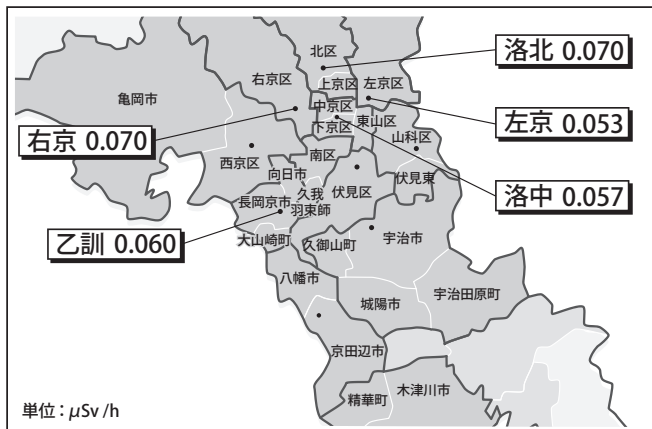 北区
洛北 0.070
右京区
上京区
左京区
亀岡市
中京区
東山区
左京 0.053
下京区
山科区
右京 0.070
西京区
南区
向日市
伏見区
伏見東
洛中 0.057
長岡京市
久我
羽束師
乙訓 0.060
大山崎町
久御山町
宇治市
八幡市
城陽市
宇治田原町
京田辺市
木津川市
精華町
単位：μSv /h